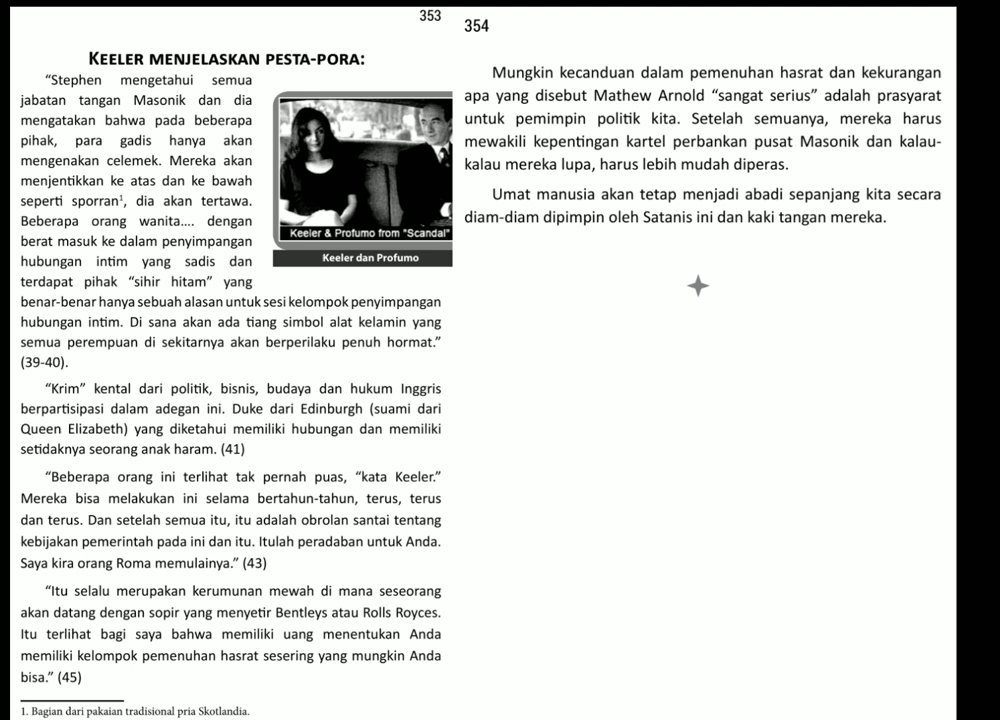 353
KEELER MENJELASKAN PESTA-PORA:
“Stephen mengetahui semua
jabatan tangan Masonik dan dia
mengatakan bahwa pada beberapa
pihak, para gadis hanya akan
mengenakan celemek. Mereka akan
menjentikkan ke atas dan ke bawah
seperti sporran¹, dia akan tertawa.
Beberapa orang wanita.... dengan
berat masuk ke dalam penyimpangan
hubungan intim yang sadis dan
terdapat pihak “sihir hitam” yang
benar-benar hanya sebuah alasan untuk sesi kelompok penyimpangan
hubungan intim. Di sana akan ada tiang simbol alat kelamin yang
semua perempuan di sekitarnya akan berperilaku penuh hormat.”
(39-40).
Keeler & Profumo from "Scandal"
Keeler dan Profumo
“Krim” kental dari politik, bisnis, budaya dan hukum Inggris
berpartisipasi dalam adegan ini. Duke dari Edinburgh (suami dari
Queen Elizabeth) yang diketahui memiliki hubungan dan memiliki
setidaknya seorang anak haram. (41)
“Beberapa orang ini terlihat tak pernah puas, “kata Keeler.”
Mereka bisa melakukan ini selama bertahun-tahun, terus, terus
dan terus. Dan setelah semua itu, itu adalah obrolan santai tentang
kebijakan pemerintah pada ini dan itu. Itulah peradaban untuk Anda.
Saya kira orang Roma memulainya.” (43)
“Itu selalu merupakan kerumunan mewah di mana seseorang
akan datang dengan sopir yang menyetir Bentleys atau Rolls Royces.
Itu terlihat bagi saya bahwa memiliki uang menentukan Anda
memiliki kelompok pemenuhan hasrat sesering yang mungkin Anda
bisa.” (45)
1. Bagian dari pakaian tradisional pria Skotlandia.
354
Mungkin kecanduan dalam pemenuhan hasrat dan kekurangan
apa yang disebut Mathew Arnold “sangat serius” adalah prasyarat
untuk pemimpin politik kita. Setelah semuanya, mereka harus
mewakili kepentingan kartel perbankan pusat Masonik dan kalau-
kalau mereka lupa, harus lebih mudah diperas.
Umat manusia akan tetap menjadi abadi sepanjang kita secara
diam-diam dipimpin oleh Satanis ini dan kaki tangan mereka.